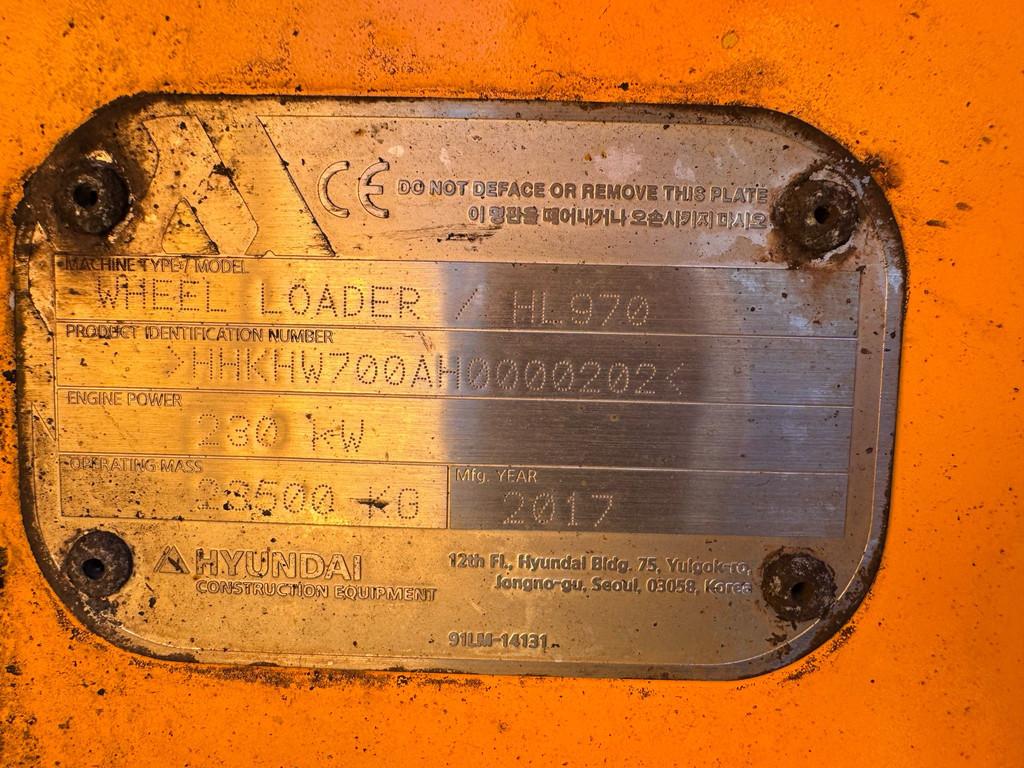 CE DO NOT DEFACE OR REMOVE THIS PLATE
이 명판을 떼어내거나 오손시키지 마시오
MACHINE TYPE / MODEL
WHEEL LOADER / HL970
PRODUCT IDENTIFICATION NUMBER
>HHKHW700AH0000202<
ENGINE POWER
230 KW
OPERATING MASS
23500 KG
Mfg. YEAR
2017
HYUNDAI
CONSTRUCTION EQUIPMENT
12th Fl., Hyundai Bldg. 75, Yulgok-ro,
Jongno-gu, Seoul, 03058, Korea
91LM-14131